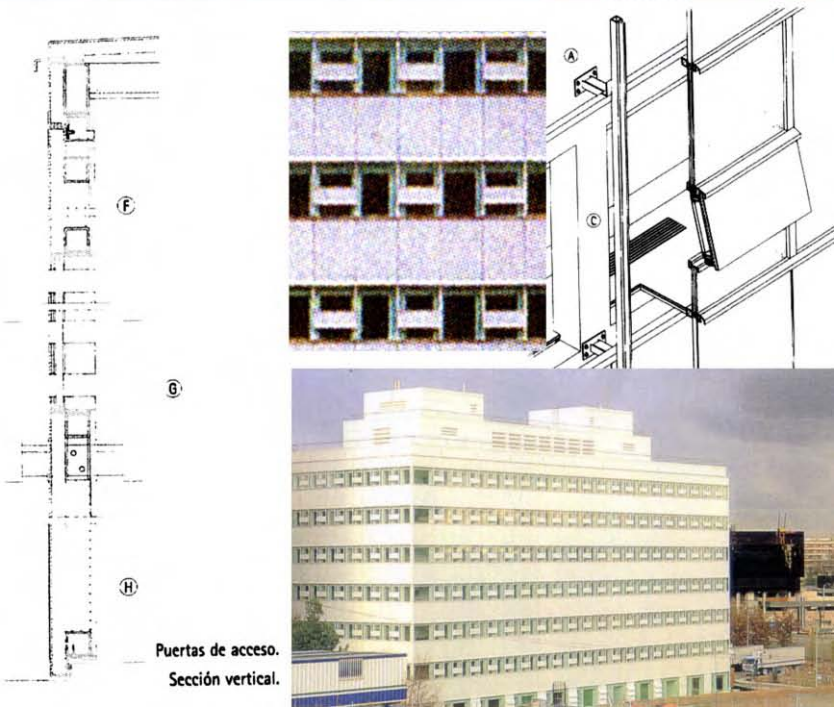 A
F
C
G
H
Puertas de acceso.
Sección vertical.